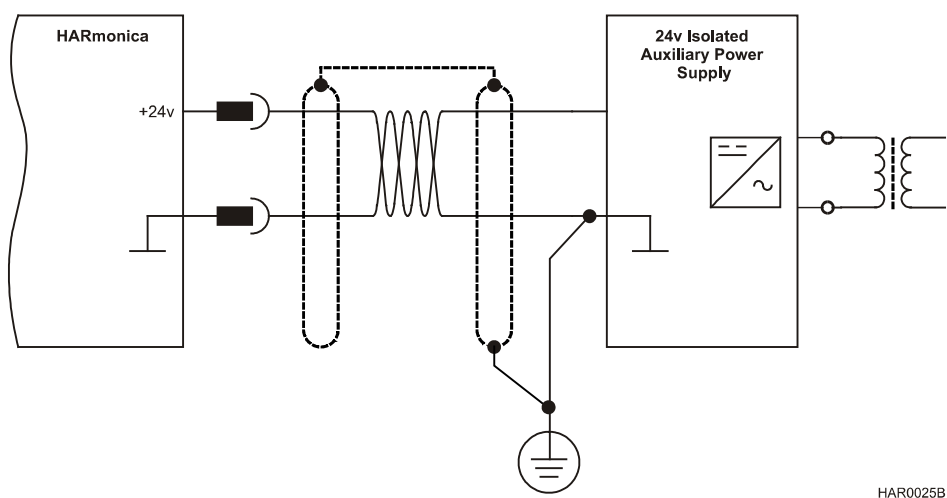 HARmonica
24v Isolated
Auxiliary Power
Supply
+24v
HAR0025B